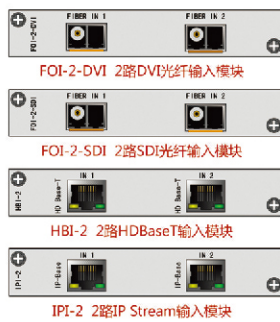 FIBER IN 1
FIBER IN 2
FOI-2-DVI
FOI-2-DVI 2路DVI光纤输入模块
FIBER IN 1
FIBER IN 2
FOI-2-SDI
FOI-2-SDI 2路SDI光纤输入模块
IN 1
IN 2
HBI-2
HD Base-T
HD Base-T
HBI-2 2路HDBaseT输入模块
IN 1
IN 2
IPI-2
IP-Base
IP-Base
IPI-2 2路IP Stream输入模块